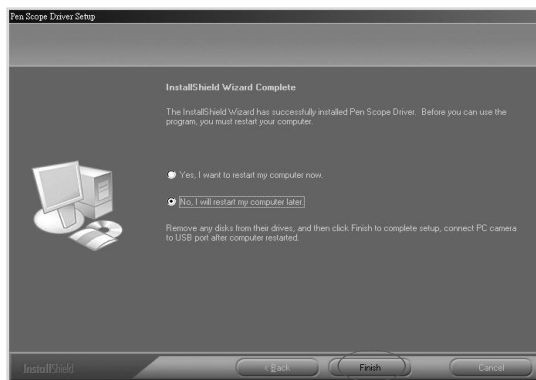 Pen Scope Driver Setup
InstallShield Wizard Complete
The InstallShield Wizard has successfully installed Pen Scope Driver. Before you can use the
program, you must restart your computer.
Yes, I want to restart my computer now.
No, I will restart my computer later.
Remove any disks from their drives, and then click Finish to complete setup, connect PC camera
to USB port after computer restarted.
InstallShield
< Back
Finish
Cancel